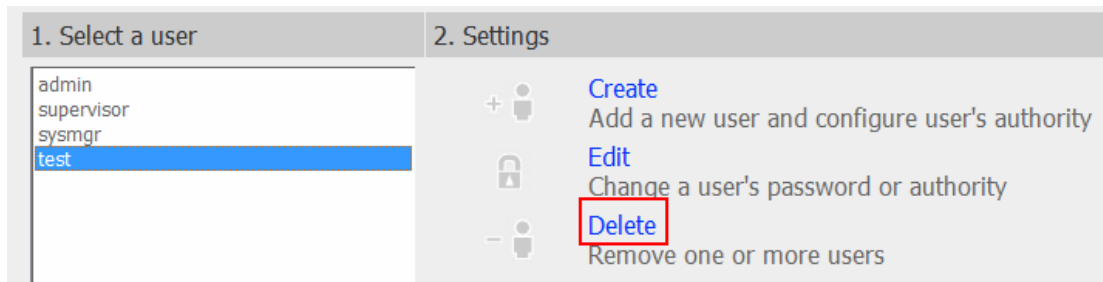 1. Select a user
2. Settings
admin
supervisor
sysmgr
test
Create
Add a new user and configure user's authority
Edit
Change a user's password or authority
Delete
Remove one or more users